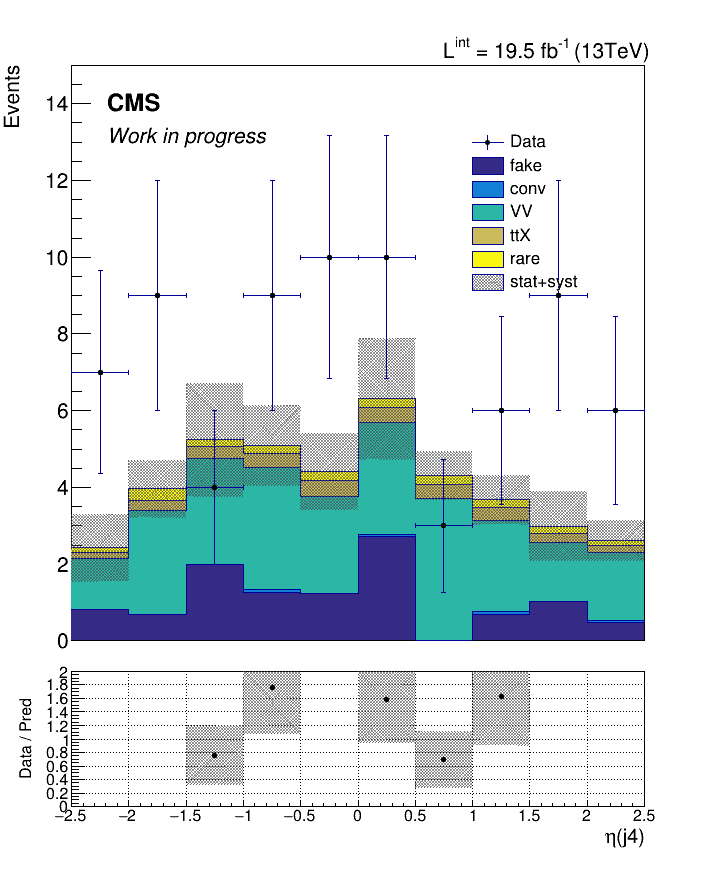 L^int = 19.5 fb^-1 (13TeV)
Events
CMS
Work in progress
Data
fake
conv
VV
ttX
rare
stat+syst
14
12
10
8
6
4
2
0
Data / Pred
2
1.8
1.6
1.4
1.2
1
0.8
0.6
0.4
0.2
0
−2.5 −2 −1.5 −1 −0.5 0 0.5 1 1.5 2 2.5
η(j4)